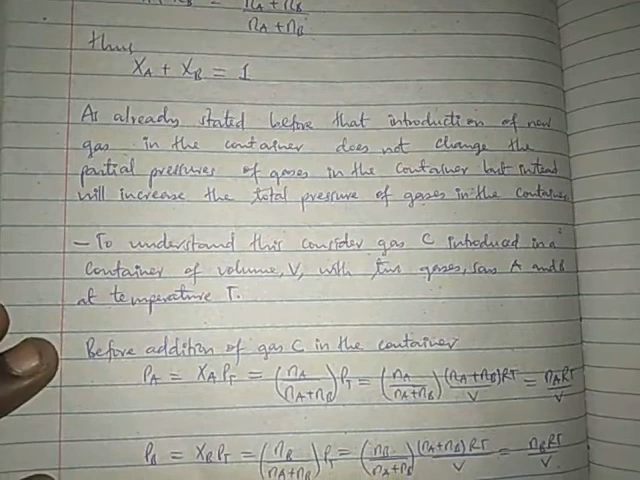 = nA + nB / nA + nB
thus
XA + XB = 1
As already stated before that introduction of new
gas in the container does not change the
partial pressures of gases in the container but instead
will increase the total pressure of gases in the container
- To understand this consider gas C introduced in a
container of volume, V, with two gases, say A and B
at temperature T.
Before addition of gas C in the container
PA = XA PT = (nA / nA+nB) PT = (nA / nA+nB) (nA+nB)RT / V = nART / V
PB = XB PT = (nB / nA+nB) PT = (nB / nA+nB) (nA+nB)RT / V = nBRT / V.